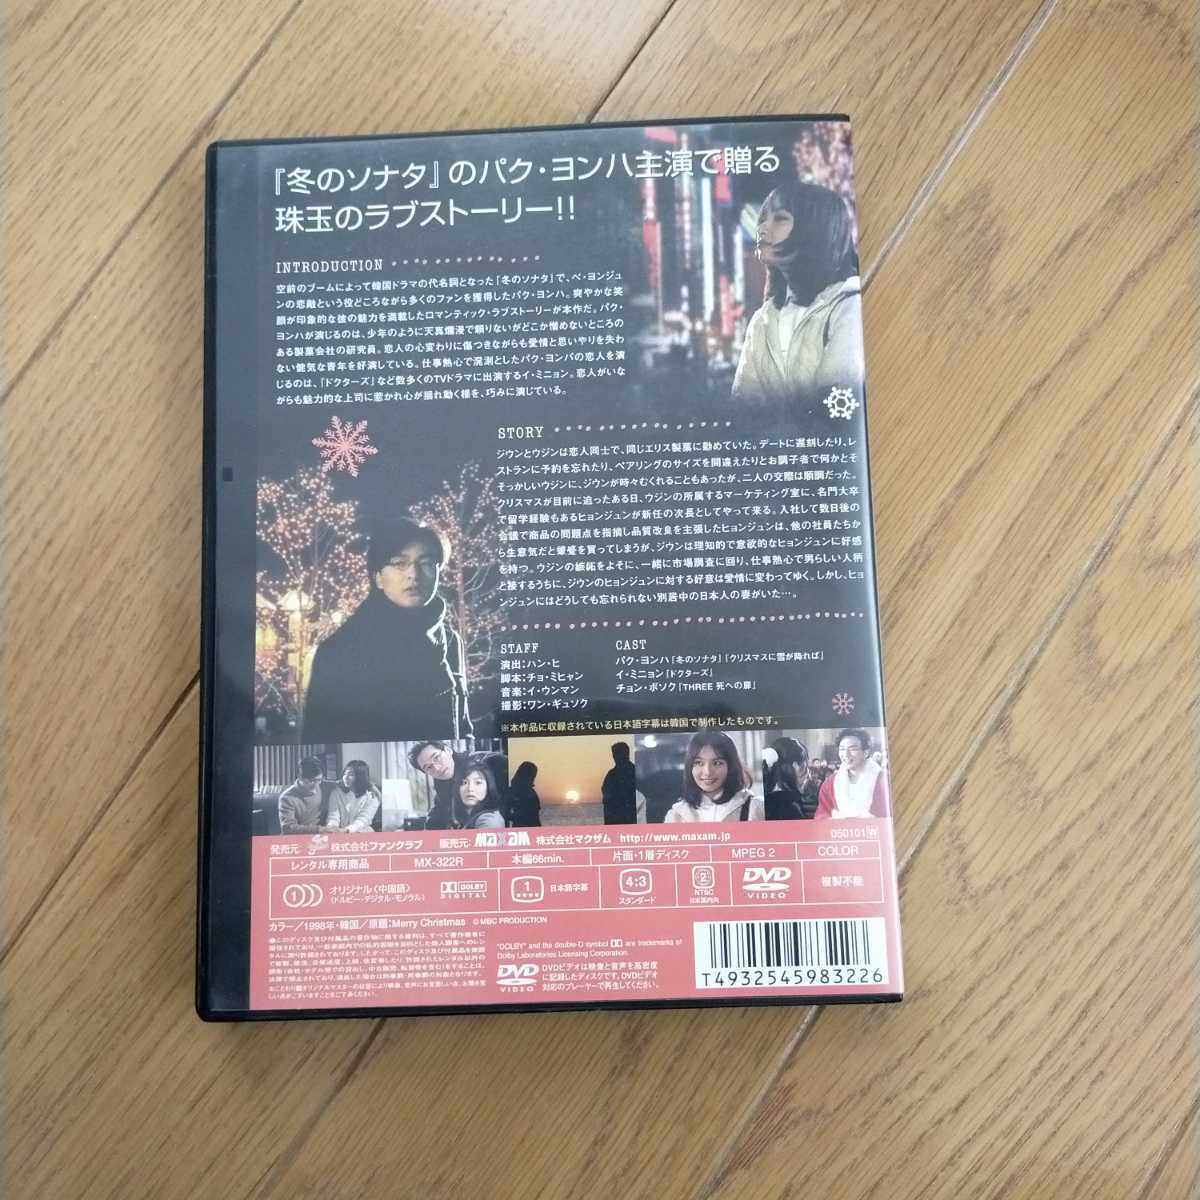 『冬のソナタ』のパク・ヨンハ主演で贈る
珠玉のラブストーリー!!
INTRODUCTION
空前のブームによって韓国ドラマの代名詞となった『冬のソナタ』で、ペ・ヨンジュ
ンの恋敵という役どころながら多くのファンを獲得したパク・ヨンハ。爽やかな笑
顔が印象的な彼の魅力を満載したロマンティック・ラブストーリーが本作だ。パク・
ヨンハが演じるのは、少年のように天真爛漫で頼りないがどこか憎めないところの
ある製菓会社の研究員。恋人の心変わりに傷つきながらも愛情と思いやりを失わ
ない健気な青年を好演している。仕事熱心で溌溂としたパク・ヨンハの恋人を演
じるのは、『ドクターズ』など数多くのTVドラマに出演するイ・ミニョン。恋人がいな
がらも魅力的な上司に惹かれ心が揺れ動く様を、巧みに演じている。
STORY
ジウンとウジンは恋人同士で、同じエリス製菓に勤めていた。デートに遅刻したり、レ
ストランに予約を忘れたり、ペアリングのサイズを間違えたりとお調子者で何かとそ
そっかしいウジンに、ジウンが時々むくれることもあったが、二人の交際は順調だった。
クリスマスが目前に迫ったある日、ウジンの所属するマーケティング室に、名門大卒
で留学経験もあるヒョンジュンが新任の次長としてやって来る。入社して数日後の
会議で商品の問題点を指摘し品質改良を主張したヒョンジュンは、他の社員たちか
ら生意気だと顰蹙を買ってしまうが、ジウンは理知的で意欲的なヒョンジュンに好感
を持つ。ウジンの嫉妬をよそに、一緒に市場調査に回り、仕事熱心で男らしい人柄
と接するうちに、ジウンのヒョンジュンに対する好意は愛情に変わってゆく。しかし、ヒョ
ンジュンにはどうしても忘れられない別居中の日本人の妻がいた…。
STAFF
演出:ハン・ヒ
脚本:チョ・ミヒャン
音楽:イ・ウンマン
撮影:ワン・ギュソク
CAST
パク・ヨンハ『冬のソナタ』『クリスマスに雪が降れば』
イ・ミニョン『ドクターズ』
チョン・ボソク『THREE 死への扉』
※本作品に収録されている日本語字幕は韓国で制作したものです。
発売元: 株式会社ファンクラブ 販売元: MAXAM 株式会社マクザム http://www.maxam.jp
050101 W
レンタル専用商品 MX-322R 本編66min. 片面・1層ディスク MPEG 2 COLOR
1 オリジナル〈中国語〉
(ドルビー・デジタル・モノラル)
DOLBY DIGITAL
1 日本語字幕
4:3 スタンダード
2 NTSC 日本国内向
DVD VIDEO
複製不能
カラー／1998年・韓国／原題:Merry Christmas © MBC PRODUCTION
"DOLBY" and the double-D symbol are trademarks of
Dolby Laboratories Licensing Corporation.
DVD VIDEO
DVDビデオは映像と音声を高密度
に記録したディスクです。DVDビデオ
対応のプレーヤーで再生してください。
T4932545983226